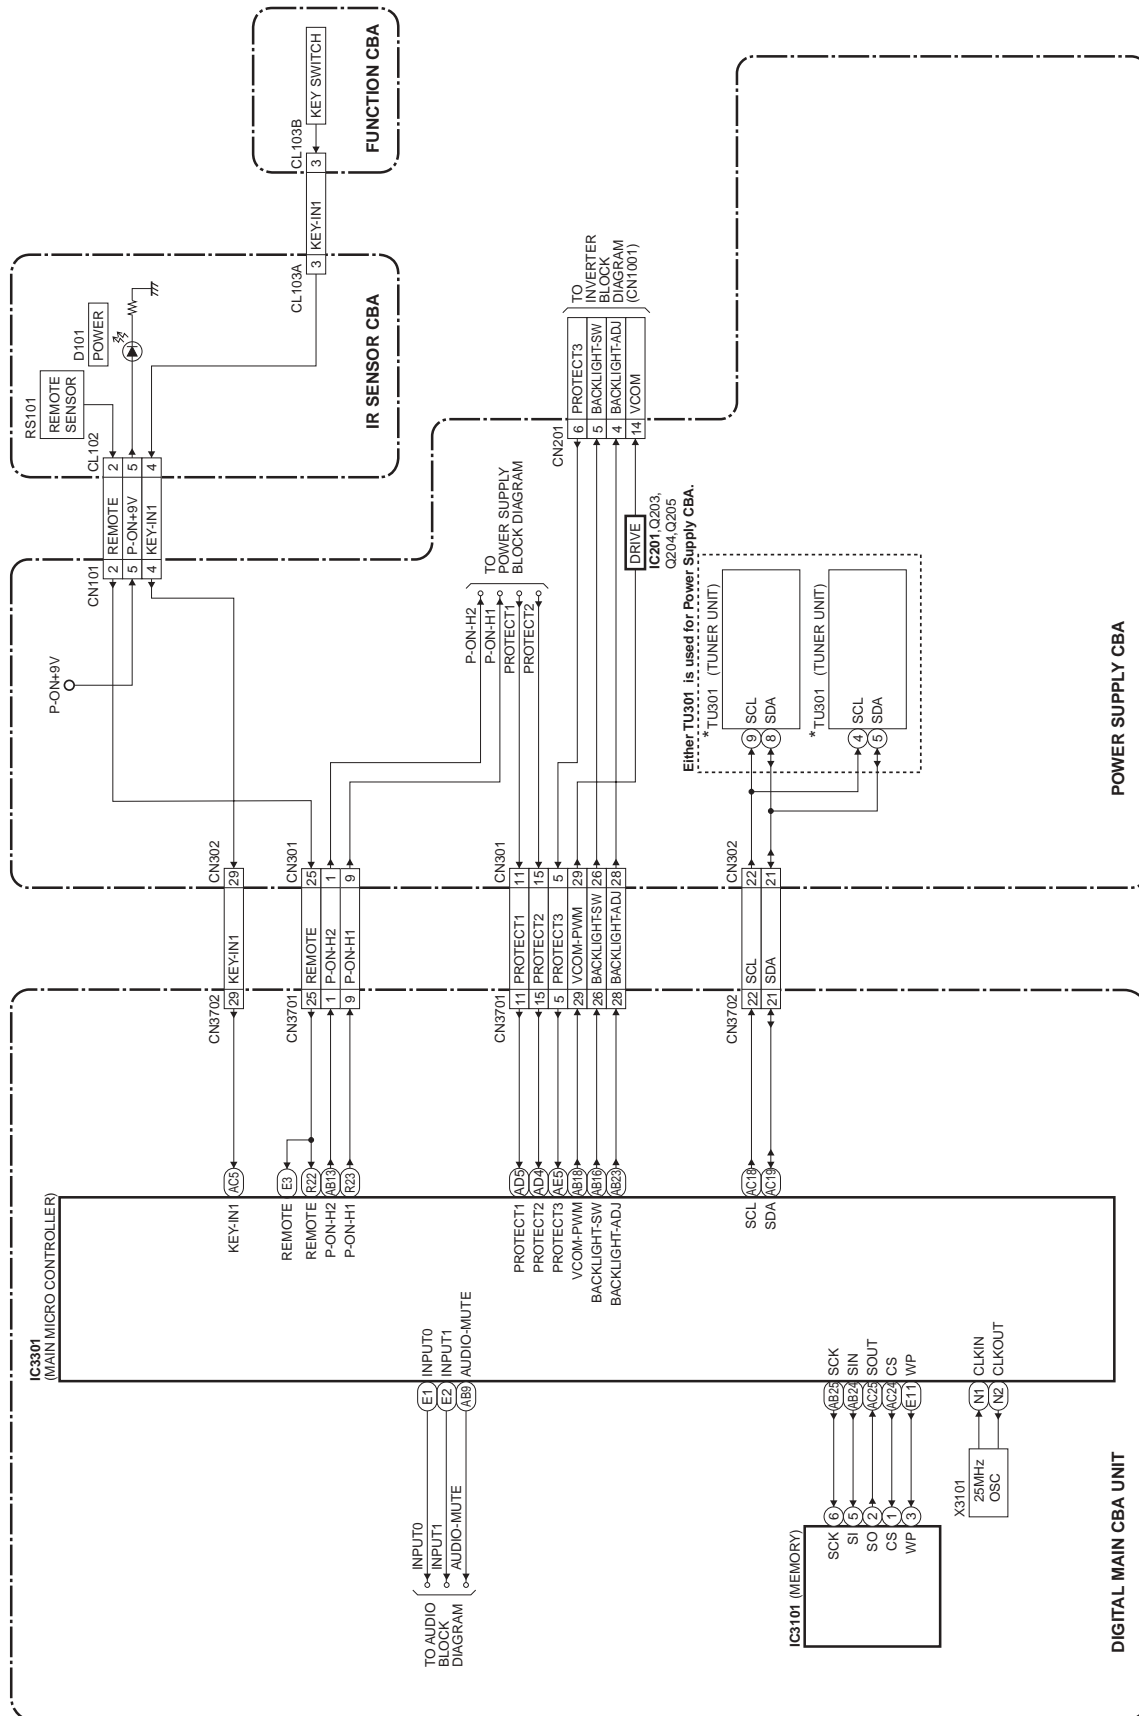 FUNCTION CBA
KEY SWITCH
CL103B
3
KEY-IN1
3
CL103A
IR SENSOR CBA
RS101
REMOTE
SENSOR
D101
POWER
CL102
2
5
4
REMOTE
P-ON+9V
KEY-IN1
CN101
2
5
4
P-ON+9V
TO
INVERTER
BLOCK
DIAGRAM
(CN1001)
CN201
6 PROTECT3
5 BACKLIGHT-SW
4 BACKLIGHT-ADJ
14 VCOM
TO
POWER SUPPLY
BLOCK DIAGRAM
P-ON-H2
P-ON-H1
PROTECT1
PROTECT2
DRIVE
IC201,Q203,
Q204,Q205
Either TU301 is used for Power Supply CBA.
*TU301 (TUNER UNIT)
9 SCL
8 SDA
*TU301 (TUNER UNIT)
4 SCL
5 SDA
POWER SUPPLY CBA
CN302
29
CN301
25
1
9
CN301
11
15
5
29
26
28
CN302
22
21
CN3702
29 KEY-IN1
CN3701
25 REMOTE
1 P-ON-H2
9 P-ON-H1
CN3701
11 PROTECT1
15 PROTECT2
5 PROTECT3
29 VCOM-PWM
26 BACKLIGHT-SW
28 BACKLIGHT-ADJ
CN3702
22 SCL
21 SDA
IC3301
(MAIN MICRO CONTROLLER)
KEY-IN1 AC5
REMOTE E3
REMOTE R22
P-ON-H2 AB13
P-ON-H1 R23
PROTECT1 AD5
PROTECT2 AD4
PROTECT3 AE5
VCOM-PWM AB18
BACKLIGHT-SW AB16
BACKLIGHT-ADJ AB23
SCL AC18
SDA AC19
E1 INPUT0
E2 INPUT1
AB9 AUDIO-MUTE
INPUT0
INPUT1
AUDIO-MUTE
TO AUDIO
BLOCK
DIAGRAM
AB25 SCK
AB24 SIN
AC25 SOUT
AC24 CS
E11 WP
N1 CLKIN
N2 CLKOUT
X3101
25MHz
OSC
IC3101 (MEMORY)
SCK 6
SI 5
SO 2
CS 1
WP 3
DIGITAL MAIN CBA UNIT